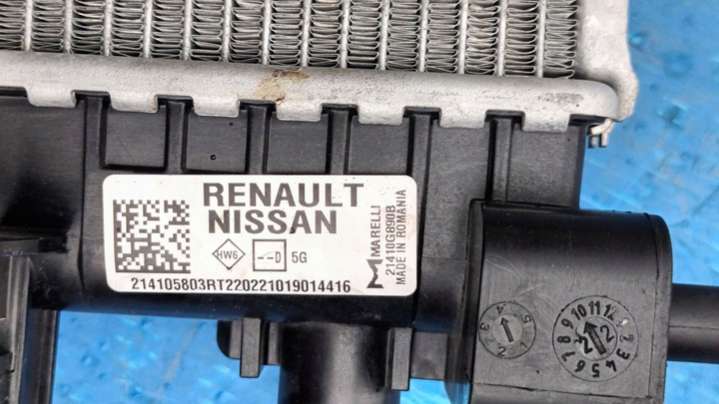 RENAULT
NISSAN
HW6
--D 5G
214105803RT220221019014416
MARELLI
21410G890B
MADE IN ROMANIA